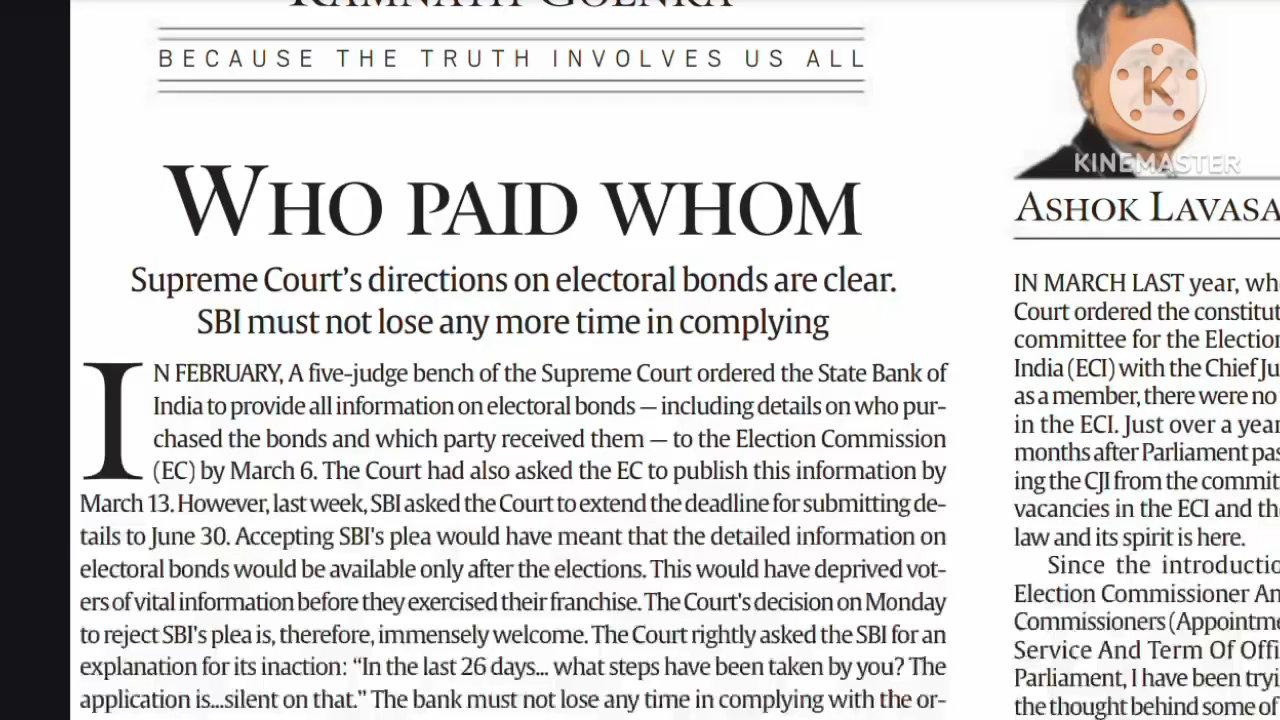 RAMNATH GOENKA
BECAUSE THE TRUTH INVOLVES US ALL
WHO PAID WHOM
Supreme Court's directions on electoral bonds are clear.
SBI must not lose any more time in complying
IN FEBRUARY, A five-judge bench of the Supreme Court ordered the State Bank of
India to provide all information on electoral bonds — including details on who pur-
chased the bonds and which party received them — to the Election Commission
(EC) by March 6. The Court had also asked the EC to publish this information by
March 13. However, last week, SBI asked the Court to extend the deadline for submitting de-
tails to June 30. Accepting SBI's plea would have meant that the detailed information on
electoral bonds would be available only after the elections. This would have deprived vot-
ers of vital information before they exercised their franchise. The Court's decision on Monday
to reject SBI's plea is, therefore, immensely welcome. The Court rightly asked the SBI for an
explanation for its inaction: “In the last 26 days... what steps have been taken by you? The
application is...silent on that.” The bank must not lose any time in complying with the or-
K
KINEMASTER
ASHOK LAVASA
IN MARCH LAST year, wh
Court ordered the constitut
committee for the Election
India (ECI) with the Chief Ju
as a member, there were no
in the ECI. Just over a year
months after Parliament pas
ing the CJI from the committ
vacancies in the ECI and th
law and its spirit is here.
Since the introductio
Election Commissioner An
Commissioners (Appointme
Service And Term Of Offi
Parliament, I have been tryi
the thought behind some of